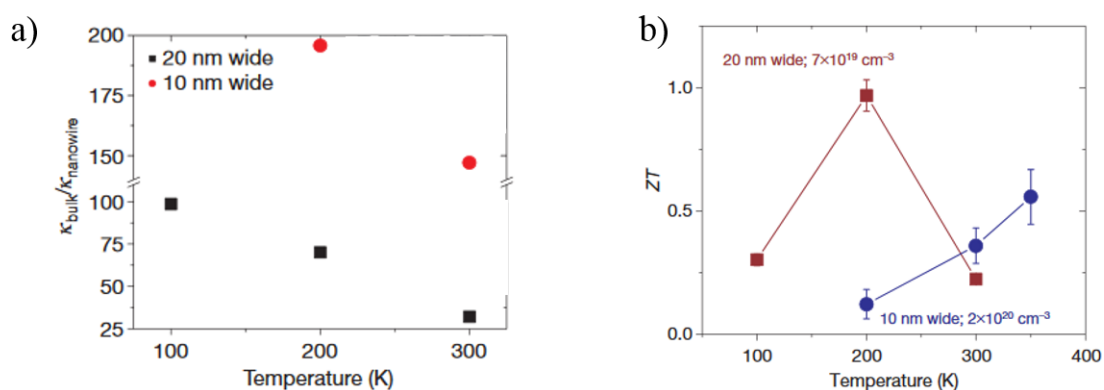 a)
200
175
150
100
75
50
25
κbulk/κnanowire
20 nm wide
10 nm wide
100 200 300
Temperature (K)
b)
1.0
0.5
0.0
ZT
20 nm wide; 7×10¹⁹ cm⁻³
10 nm wide; 2×10²⁰ cm⁻³
100 200 300 400
Temperature (K)